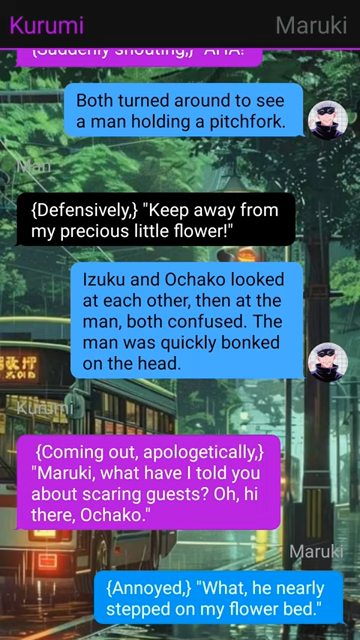 Kurumi
Maruki
{Suddenly shouting,} "AHA!"
Both turned around to see
a man holding a pitchfork.
Man
{Defensively,} "Keep away from
my precious little flower!"
Izuku and Ochako looked
at each other, then at the
man, both confused. The
man was quickly bonked
on the head.
Kurumi
{Coming out, apologetically,}
"Maruki, what have I told you
about scaring guests? Oh, hi
there, Ochako."
Maruki
{Annoyed,} "What, he nearly
stepped on my flower bed."